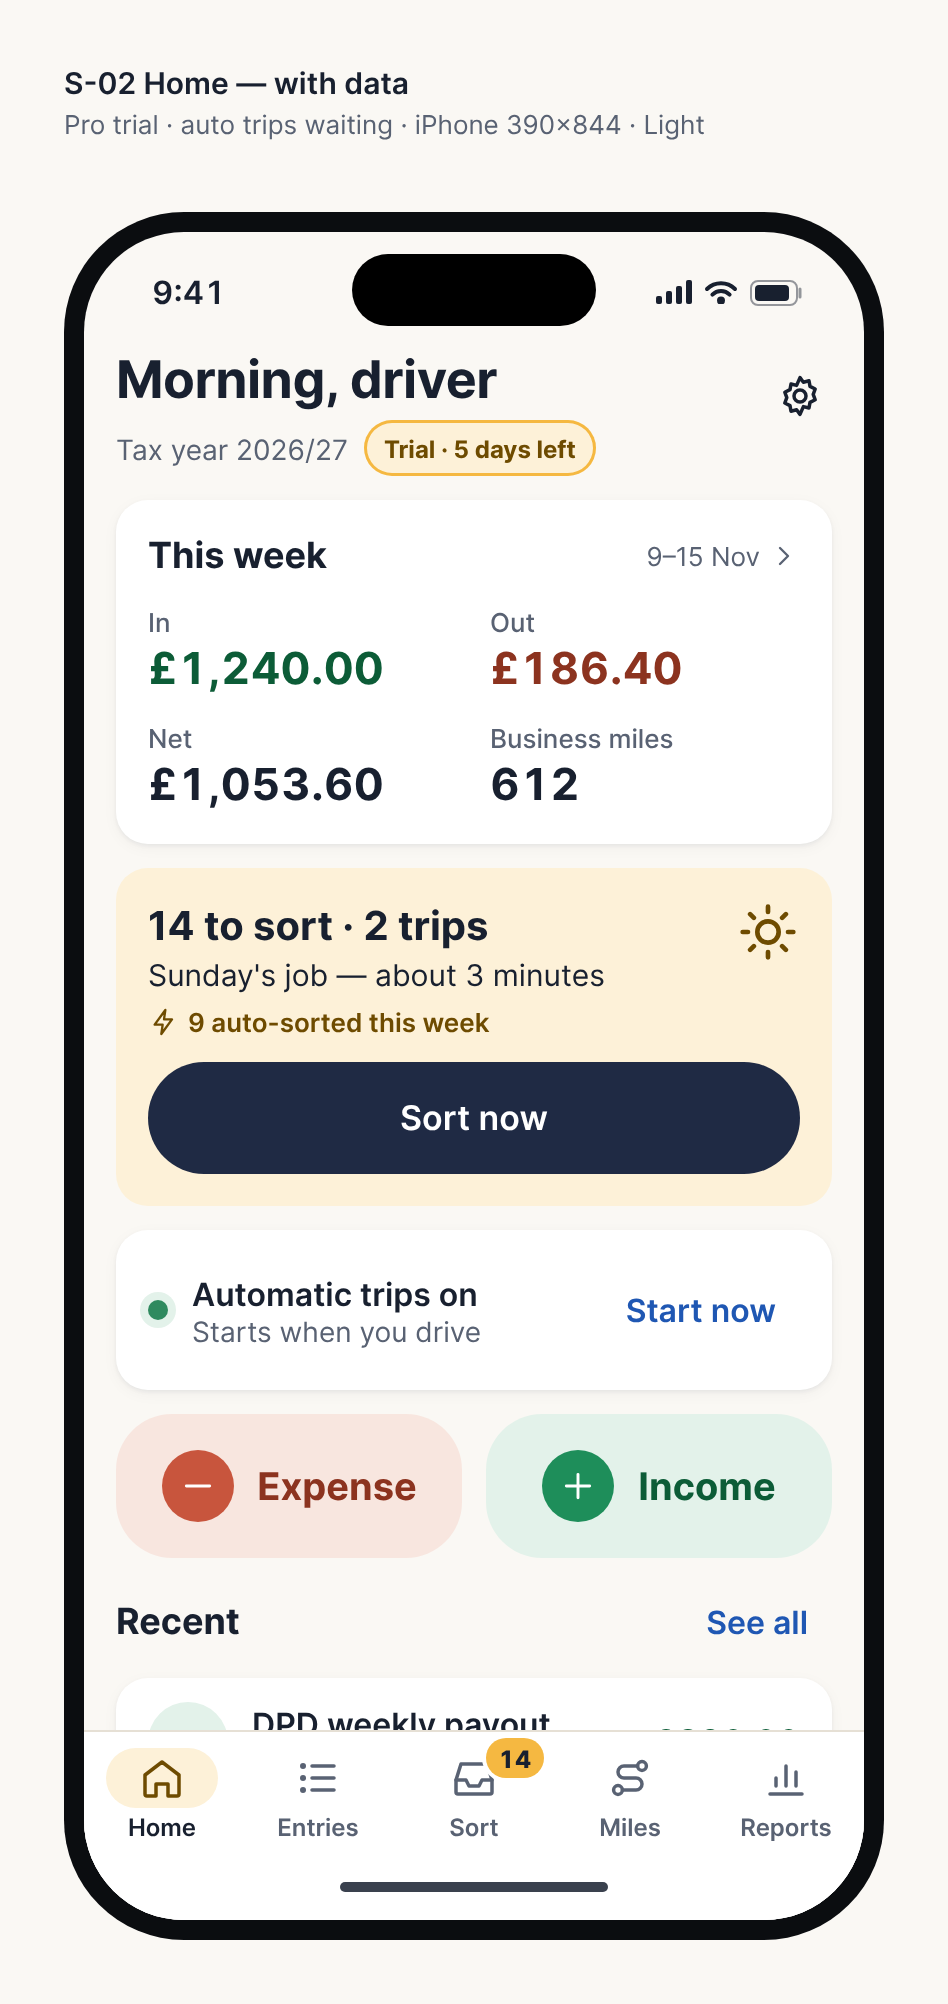 S-02 Home — with data
Pro trial · auto trips waiting · iPhone 390×844 · Light
9:41
Morning, driver
Tax year 2026/27 Trial · 5 days left
This week 9–15 Nov
In Out
£1,240.00 £186.40
Net Business miles
£1,053.60 612
14 to sort · 2 trips
Sunday's job — about 3 minutes
9 auto-sorted this week
Sort now
Automatic trips on
Starts when you drive
Start now
Expense Income
Recent See all
DPD weekly payout
14
Home Entries Sort Miles Reports